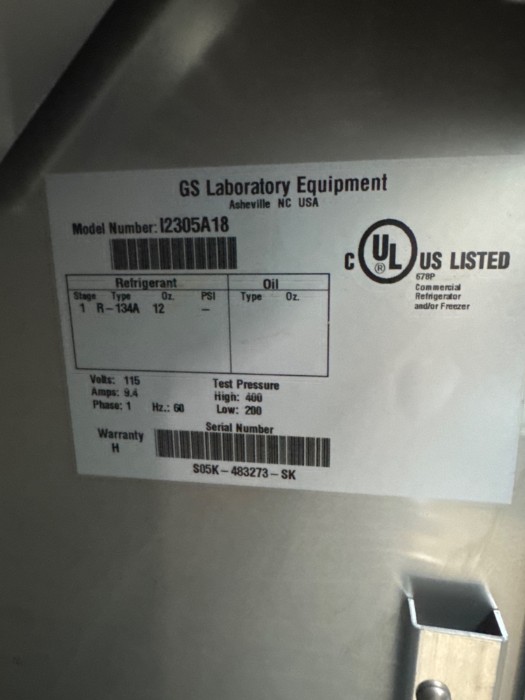 GS Laboratory Equipment
Asheville NC USA
Model Number: I2305A18
C UL ® US LISTED
678P
Commercial
Refrigerator
and/or Freezer
Refrigerant Oil
Stage Type Oz. PSI Type Oz.
1 R-134A 12 –
Volts: 115
Amps: 9.4
Phase: 1 Hz.: 60
Test Pressure
High: 400
Low: 200
Warranty
H
Serial Number
S05K-483273-SK